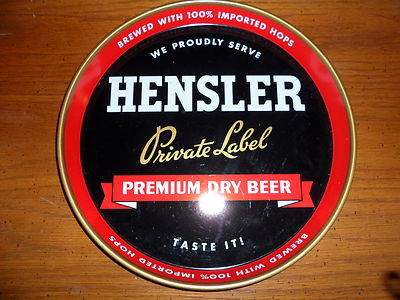 BREWED WITH 100% IMPORTED HOPS
WE PROUDLY SERVE
HENSLER
Private Label
PREMIUM DRY BEER
TASTE IT!
BREWED WITH 100% IMPORTED HOPS